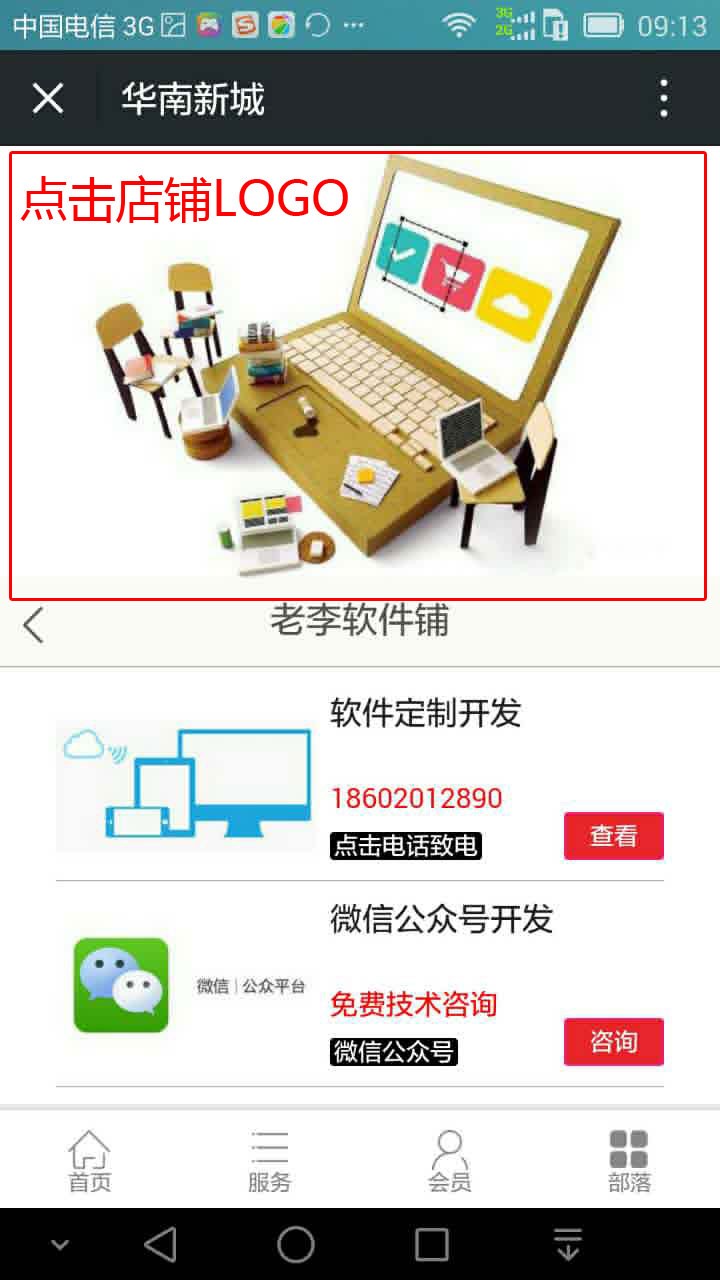 中国电信 3G
3G
2G
09:13
华南新城
点击店铺LOGO
老李软件铺
软件定制开发
18602012890
点击电话致电
查看
微信公众号开发
微信|公众平台
免费技术咨询
微信公众号
咨询
首页
服务
会员
部落